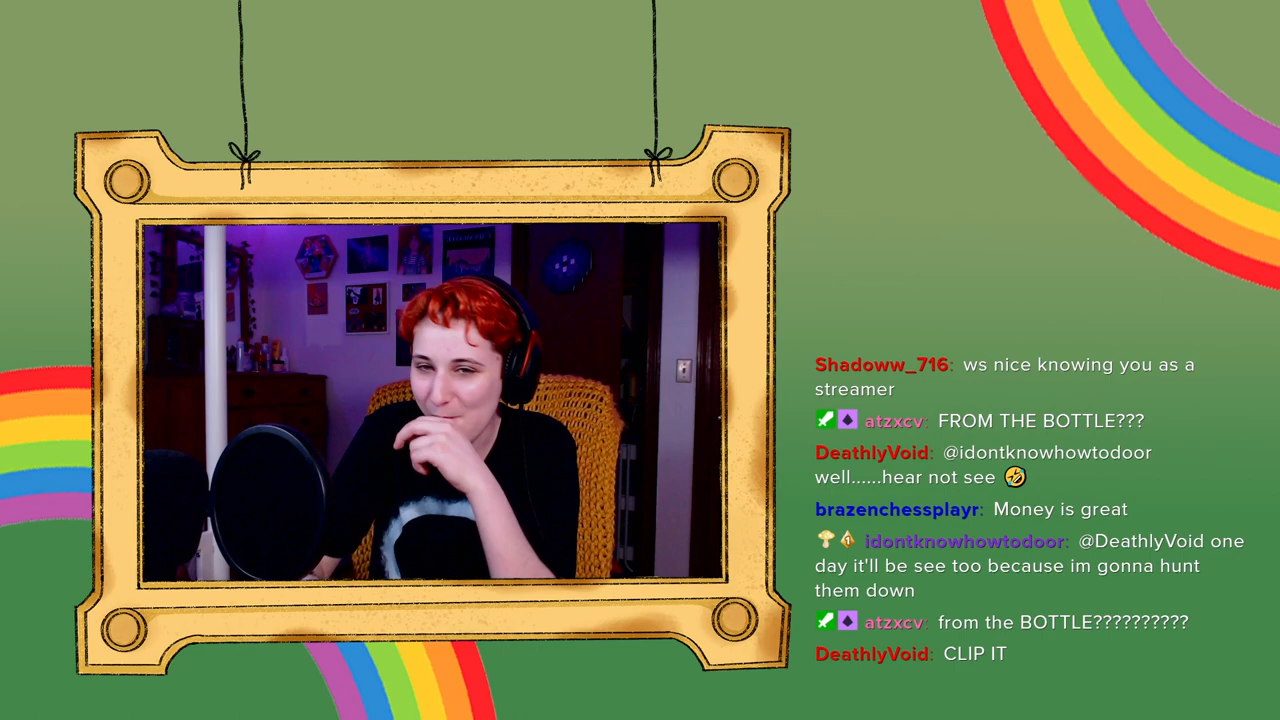 Shadoww_716: ws nice knowing you as a
streamer
atzxcv: FROM THE BOTTLE???
DeathlyVoid: @idontknowhowtodoor
well......hear not see 🤣
brazenchessplayr: Money is great
idontknowhowtodoor: @DeathlyVoid one
day it'll be see too because im gonna hunt
them down
atzxcv: from the BOTTLE??????????
DeathlyVoid: CLIP IT